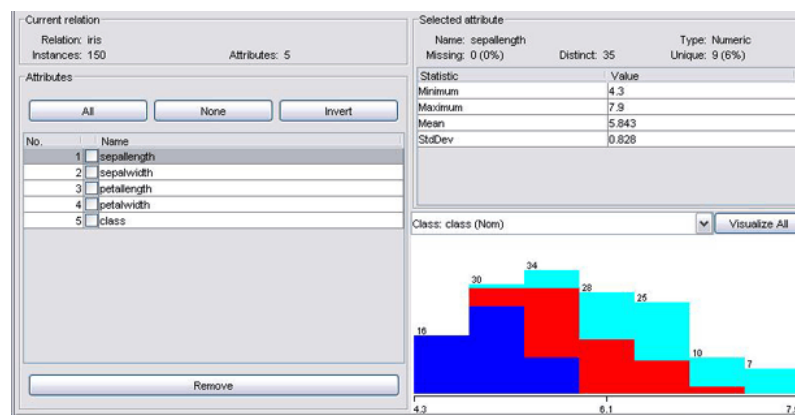 Current relation
Relation: iris
Instances: 150 Attributes: 5
Attributes
All None Invert
No. Name
1 sepallength
2 sepalwidth
3 petallength
4 petalwidth
5 class
Remove
Selected attribute
Name: sepallength Type: Numeric
Missing: 0 (0%) Distinct: 35 Unique: 9 (6%)
Statistic Value
Minimum 4.3
Maximum 7.9
Mean 5.843
StdDev 0.828
Class: class (Nom) Visualize All
34
30
28
25
16
10
7
4.3 6.1